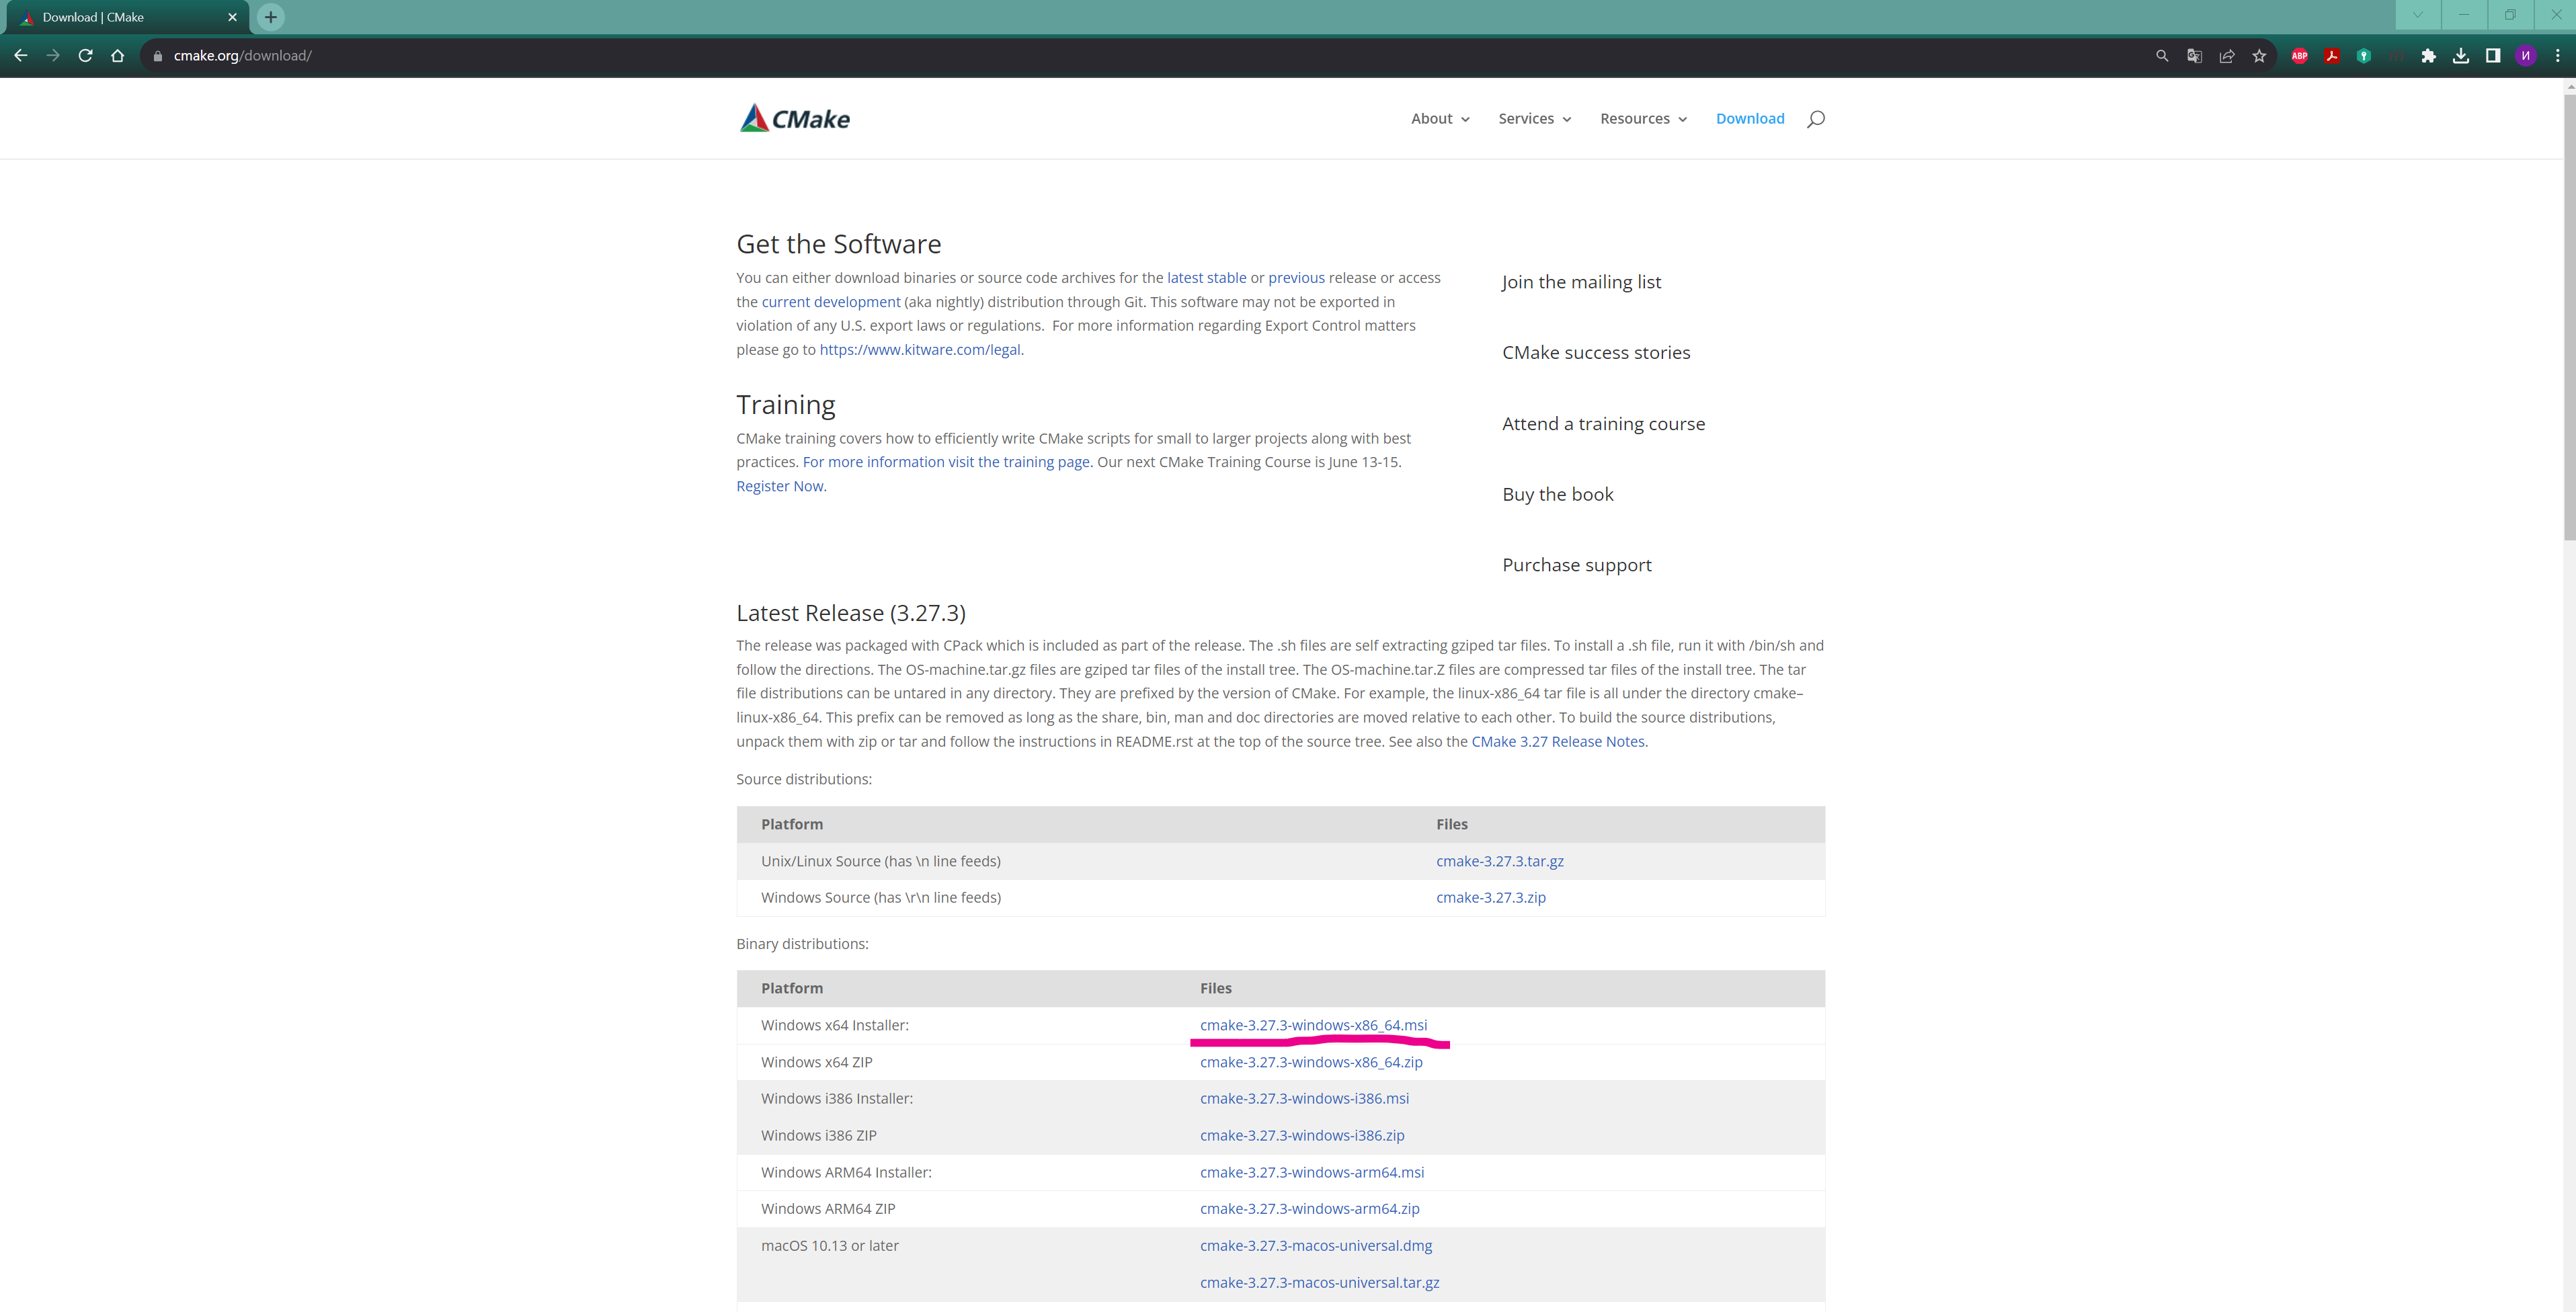 Download | CMake
cmake.org/download/
ABP
И
CMake
About Services Resources Download
Get the Software
You can either download binaries or source code archives for the latest stable or previous release or access
the current development (aka nightly) distribution through Git. This software may not be exported in
violation of any U.S. export laws or regulations. For more information regarding Export Control matters
please go to https://www.kitware.com/legal.
Training
CMake training covers how to efficiently write CMake scripts for small to larger projects along with best
practices. For more information visit the training page. Our next CMake Training Course is June 13-15.
Register Now.
Join the mailing list
CMake success stories
Attend a training course
Buy the book
Purchase support
Latest Release (3.27.3)
The release was packaged with CPack which is included as part of the release. The .sh files are self extracting gziped tar files. To install a .sh file, run it with /bin/sh and
follow the directions. The OS-machine.tar.gz files are gziped tar files of the install tree. The OS-machine.tar.Z files are compressed tar files of the install tree. The tar
file distributions can be untared in any directory. They are prefixed by the version of CMake. For example, the linux-x86_64 tar file is all under the directory cmake–
linux-x86_64. This prefix can be removed as long as the share, bin, man and doc directories are moved relative to each other. To build the source distributions,
unpack them with zip or tar and follow the instructions in README.rst at the top of the source tree. See also the CMake 3.27 Release Notes.
Source distributions:
Platform Files
Unix/Linux Source (has \n line feeds) cmake-3.27.3.tar.gz
Windows Source (has \r\n line feeds) cmake-3.27.3.zip
Binary distributions:
Platform Files
Windows x64 Installer: cmake-3.27.3-windows-x86_64.msi
Windows x64 ZIP cmake-3.27.3-windows-x86_64.zip
Windows i386 Installer: cmake-3.27.3-windows-i386.msi
Windows i386 ZIP cmake-3.27.3-windows-i386.zip
Windows ARM64 Installer: cmake-3.27.3-windows-arm64.msi
Windows ARM64 ZIP cmake-3.27.3-windows-arm64.zip
macOS 10.13 or later cmake-3.27.3-macos-universal.dmg
cmake-3.27.3-macos-universal.tar.gz